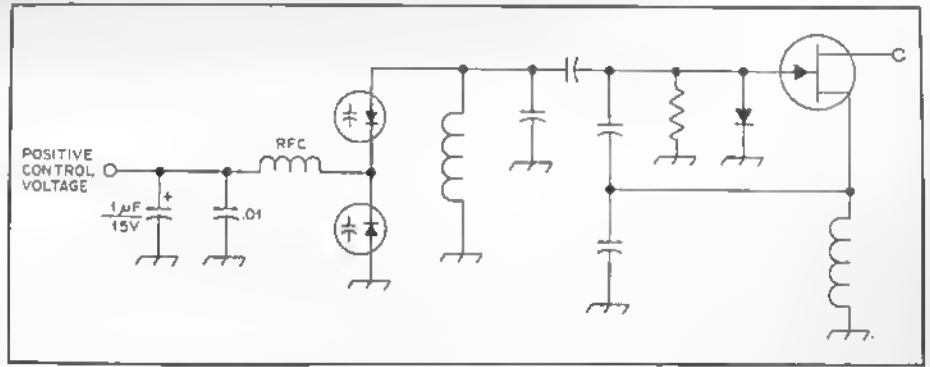 POSITIVE
CONTROL
VOLTAGE
+
1µF
15V
.01
RFC